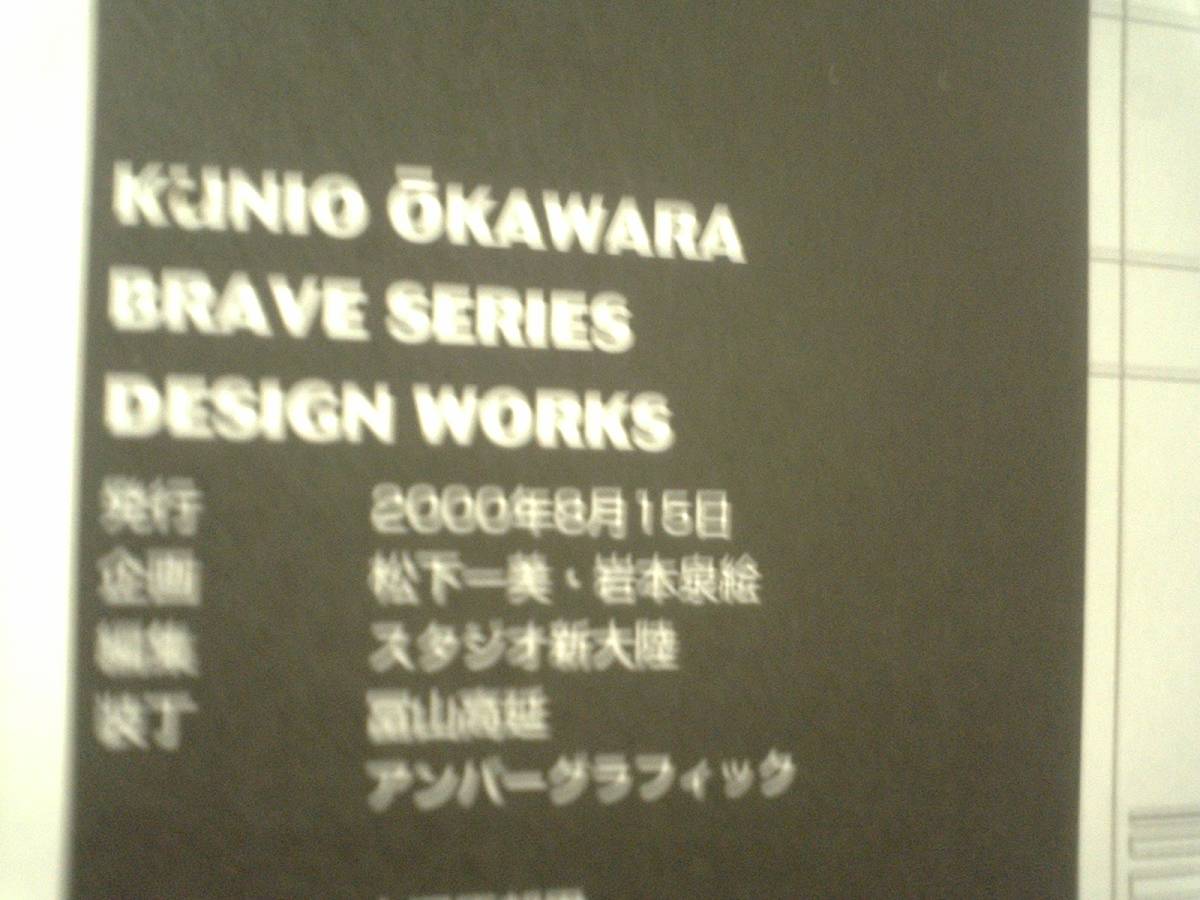 KUNIO ŌKAWARA
BRAVE SERIES
DESIGN WORKS
発行 2000年8月15日
企画 松下一美・岩本泉絵
編集 スタジオ新大陸
装丁 冨山高延
アンバーグラフィック